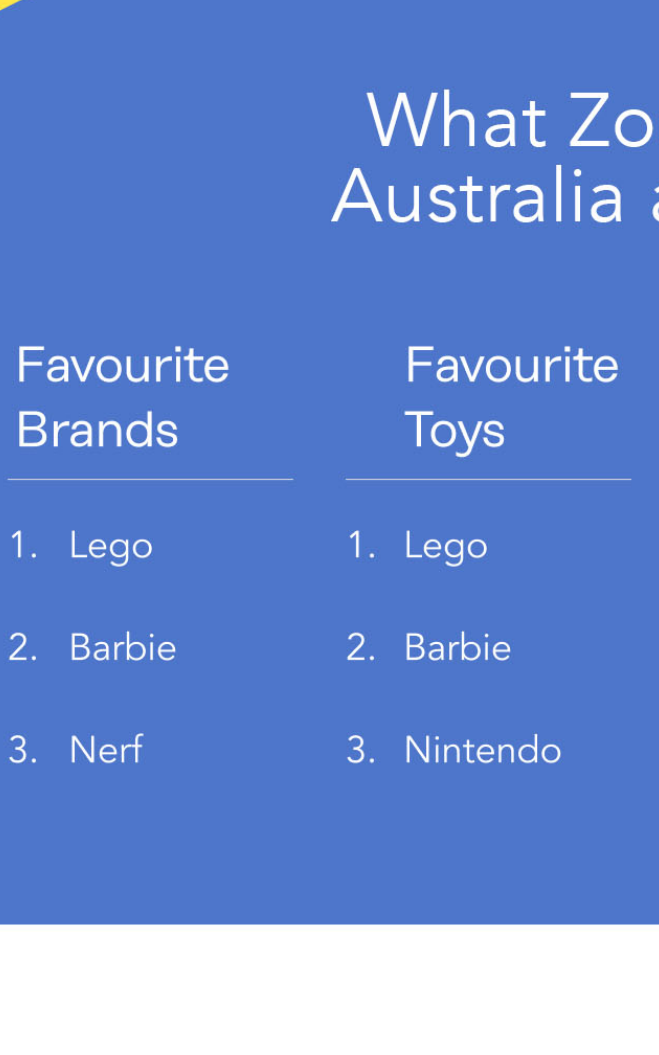 What Zo
Australia a
Favourite
Brands
1. Lego
2. Barbie
3. Nerf
Favourite
Toys
1. Lego
2. Barbie
3. Nintendo